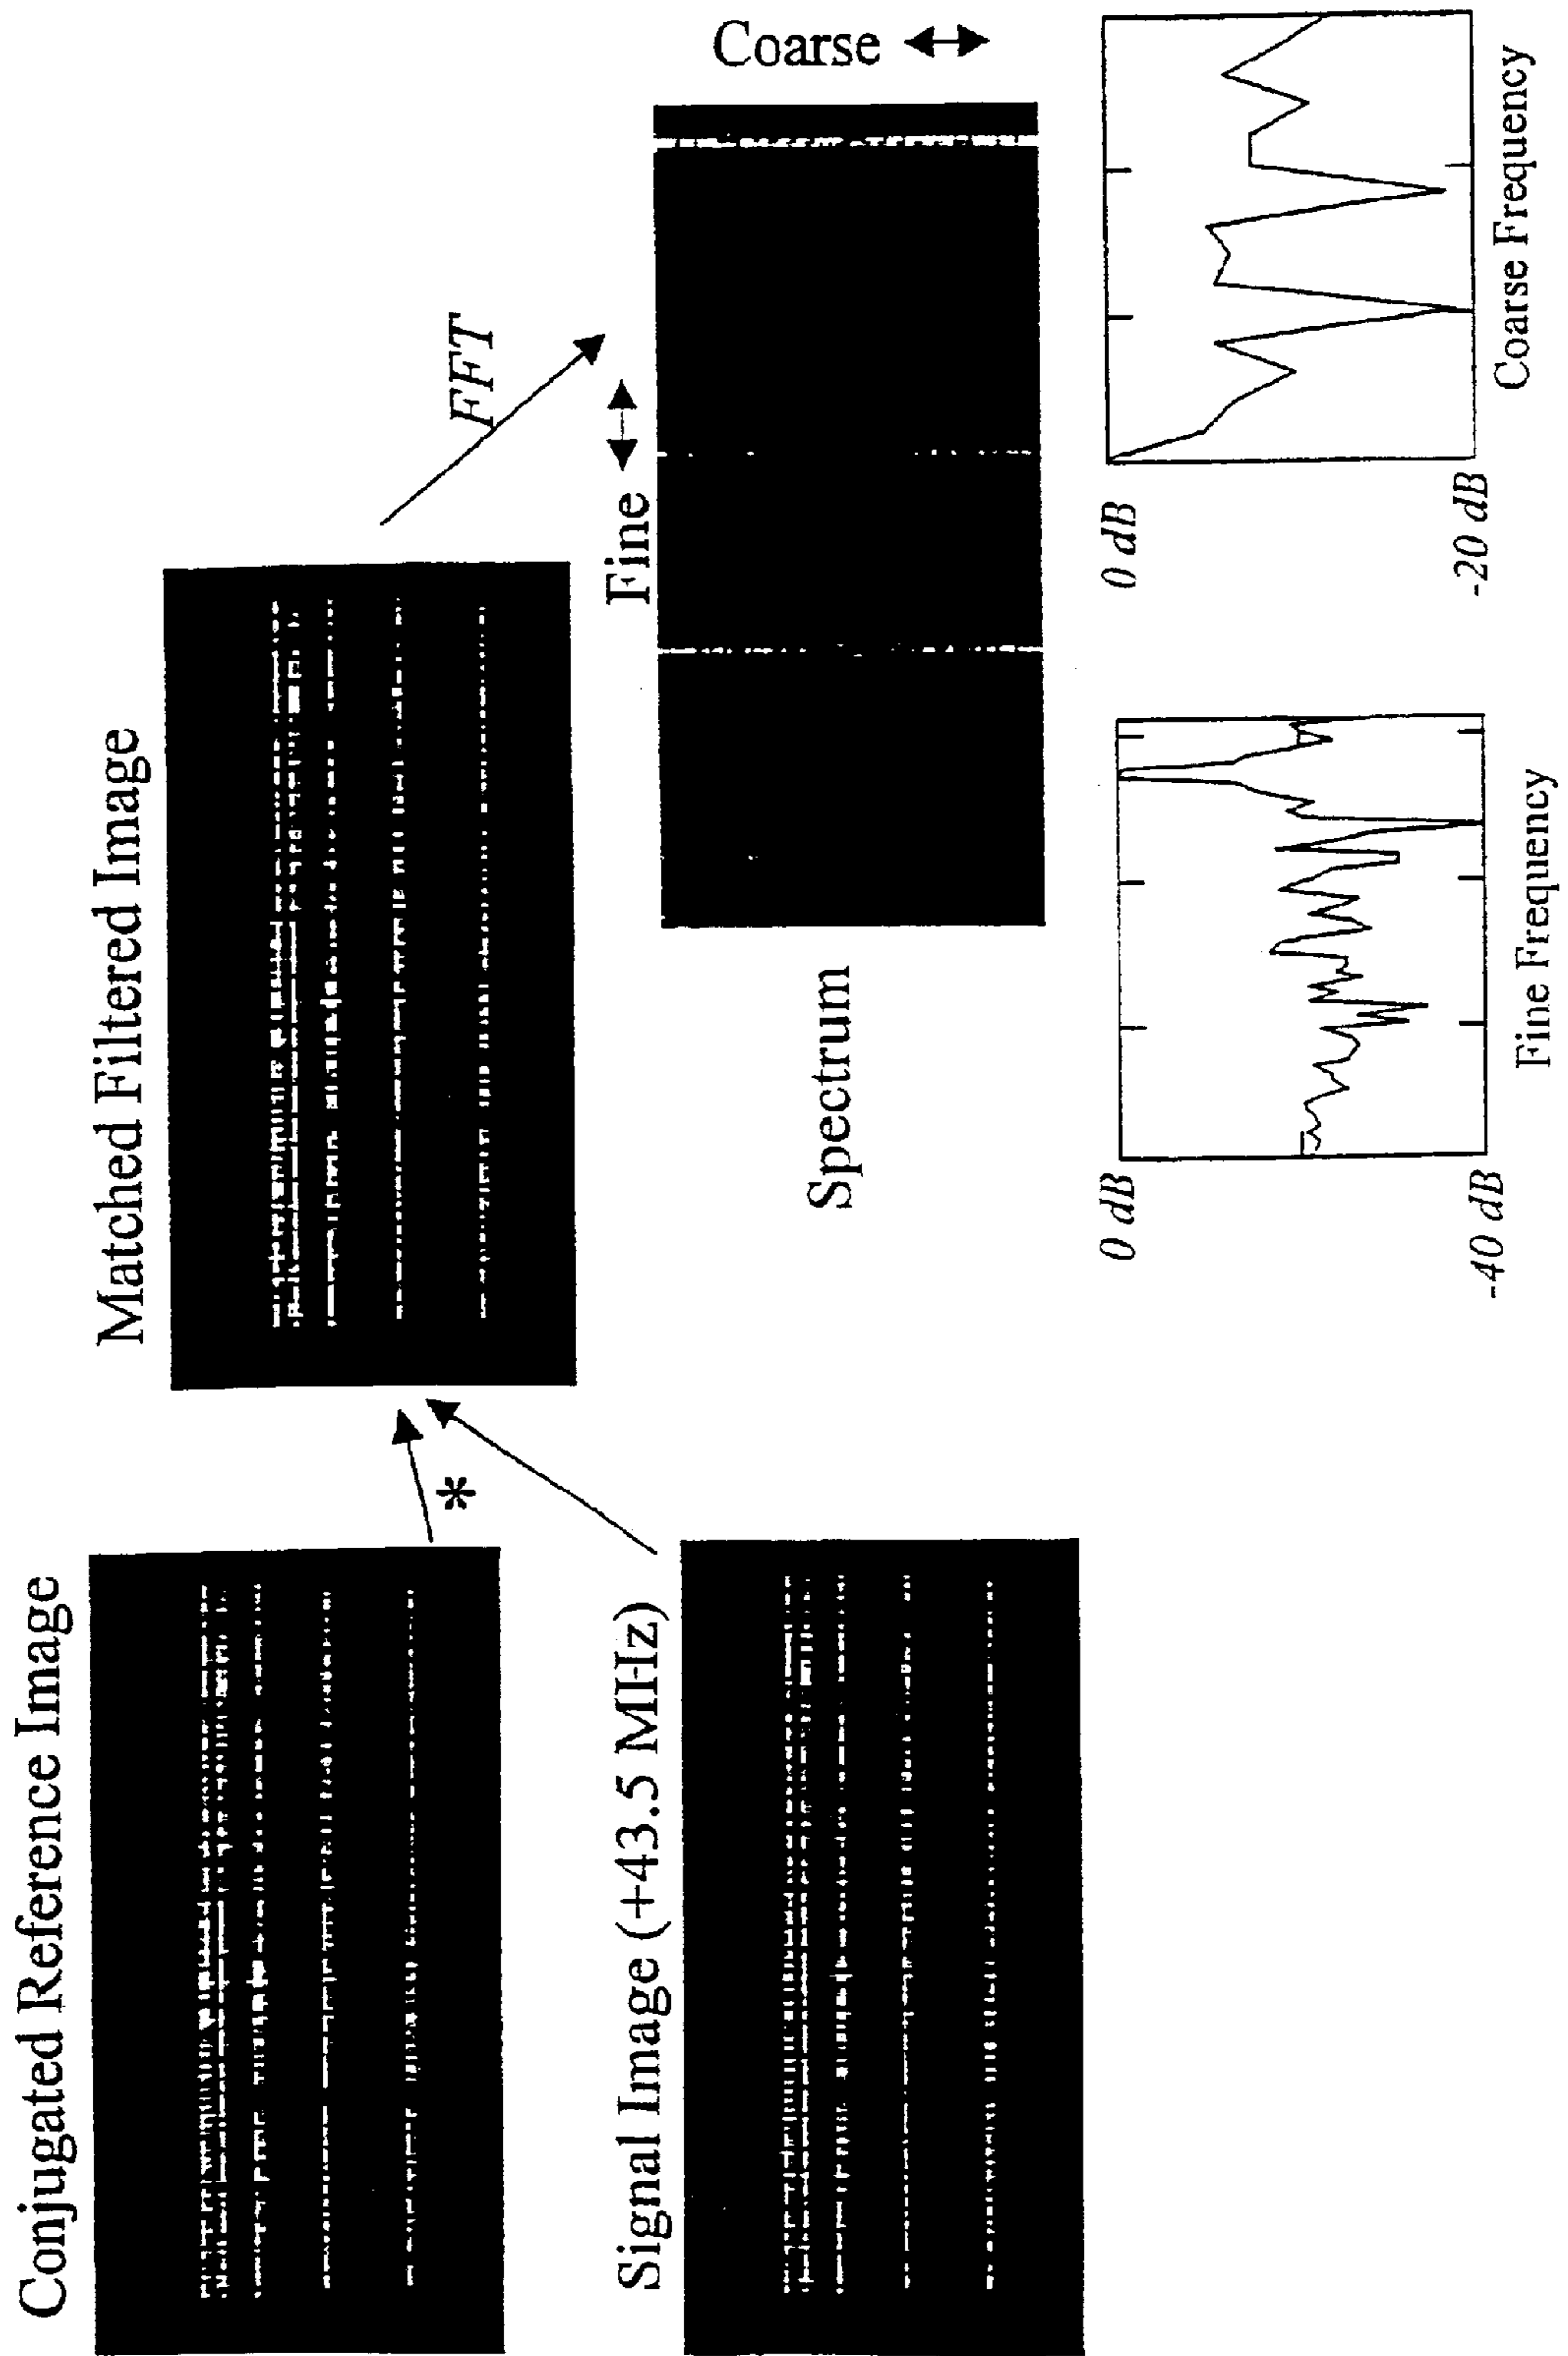 Conjugated Reference Image
*
Signal Image (+43.5 MHz)
Matched Filtered Image
FFT
Fine
Coarse
Spectrum
0 dB
-40 dB
Fine Frequency
0 dB
-20 dB
Coarse Frequency